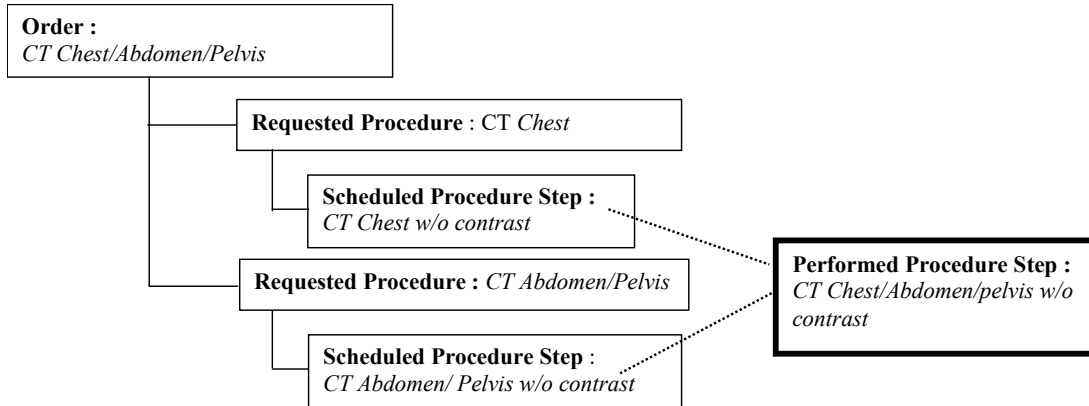 Order :
CT Chest/Abdomen/Pelvis
Requested Procedure : CT Chest
Scheduled Procedure Step :
CT Chest w/o contrast
Requested Procedure : CT Abdomen/Pelvis
Scheduled Procedure Step :
CT Abdomen/ Pelvis w/o contrast
Performed Procedure Step :
CT Chest/Abdomen/pelvis w/o
contrast